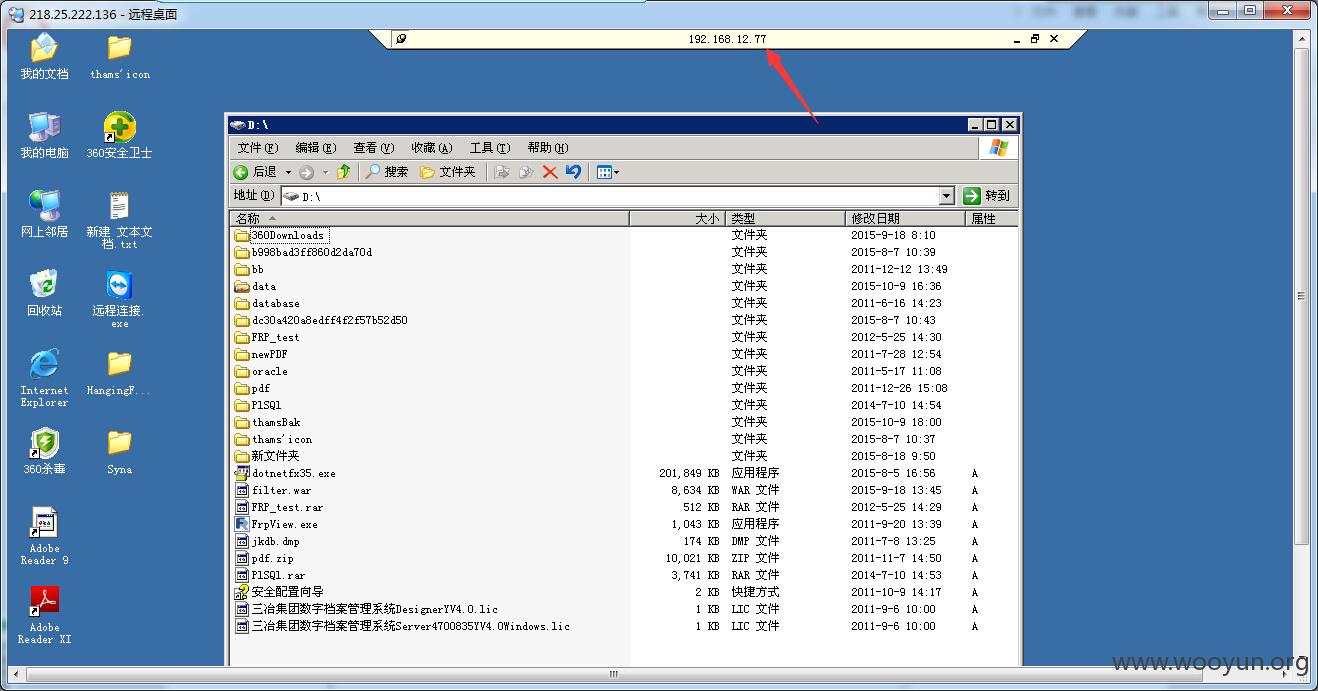 218.25.222.136 - 远程桌面
192.168.12.77
我的文档
thams'icon
我的电脑
360安全卫士
网上邻居
新建 文本文
档.txt
回收站
远程连接.
exe
Internet
Explorer
HangingF...
360杀毒
Syna
Adobe
Reader 9
Adobe
Reader XI
D:\
文件(F) 编辑(E) 查看(V) 收藏(A) 工具(T) 帮助(H)
后退 搜索 文件夹
地址(D) D:\ 转到
名称 大小 类型 修改日期 属性
360Downloads 文件夹 2015-9-18 8:10
b998bad3ff860d2da70d 文件夹 2015-8-7 10:39
bb 文件夹 2011-12-12 13:49
data 文件夹 2015-10-9 16:36
database 文件夹 2011-6-16 14:23
dc30a420a8edff4f2f57b52d50 文件夹 2015-8-7 10:43
FRP_test 文件夹 2012-5-25 14:30
newPDF 文件夹 2011-7-28 12:54
oracle 文件夹 2011-5-17 11:08
pdf 文件夹 2011-12-26 15:08
PlSQl 文件夹 2014-7-10 14:54
thamsBak 文件夹 2015-10-9 18:00
thams'icon 文件夹 2015-8-7 10:37
新文件夹 文件夹 2015-8-18 9:50
dotnetfx35.exe 201,849 KB 应用程序 2015-8-5 16:56 A
filter.war 8,634 KB WAR 文件 2015-9-18 13:45 A
FRP_test.rar 512 KB RAR 文件 2012-5-25 14:29 A
FrpView.exe 1,043 KB 应用程序 2011-9-20 13:39 A
jkdb.dmp 174 KB DMP 文件 2011-7-8 13:25 A
pdf.zip 10,021 KB ZIP 文件 2011-11-7 14:50 A
PlSQl.rar 3,741 KB RAR 文件 2014-7-10 14:53 A
安全配置向导 2 KB 快捷方式 2011-10-9 14:17 A
三冶集团数字档案管理系统DesignerYV4.0.lic 1 KB LIC 文件 2011-9-6 10:00 A
三冶集团数字档案管理系统Server4700835YV4.0Windows.lic 1 KB LIC 文件 2011-9-6 10:00 A
www.wooyun.org